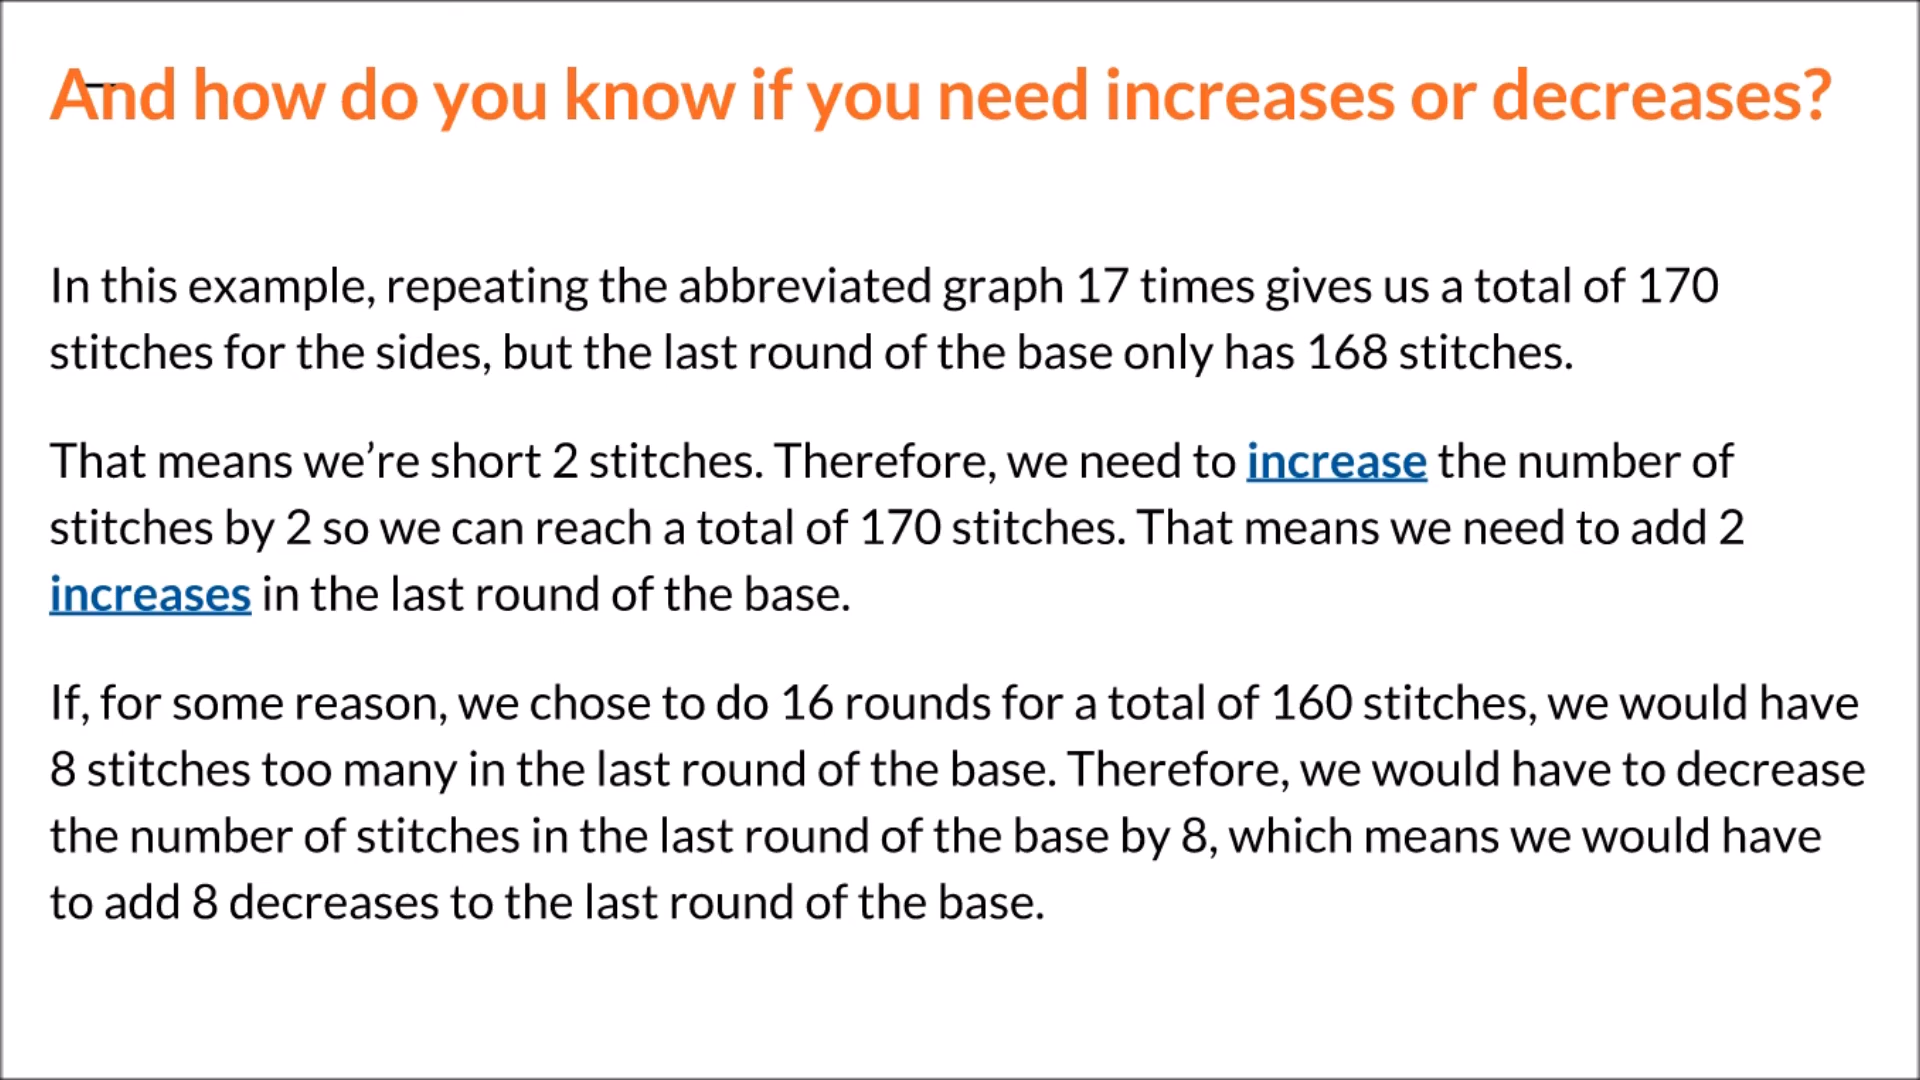 And how do you know if you need increases or decreases?
In this example, repeating the abbreviated graph 17 times gives us a total of 170
stitches for the sides, but the last round of the base only has 168 stitches.
That means we’re short 2 stitches. Therefore, we need to increase the number of
stitches by 2 so we can reach a total of 170 stitches. That means we need to add 2
increases in the last round of the base.
If, for some reason, we chose to do 16 rounds for a total of 160 stitches, we would have
8 stitches too many in the last round of the base. Therefore, we would have to decrease
the number of stitches in the last round of the base by 8, which means we would have
to add 8 decreases to the last round of the base.